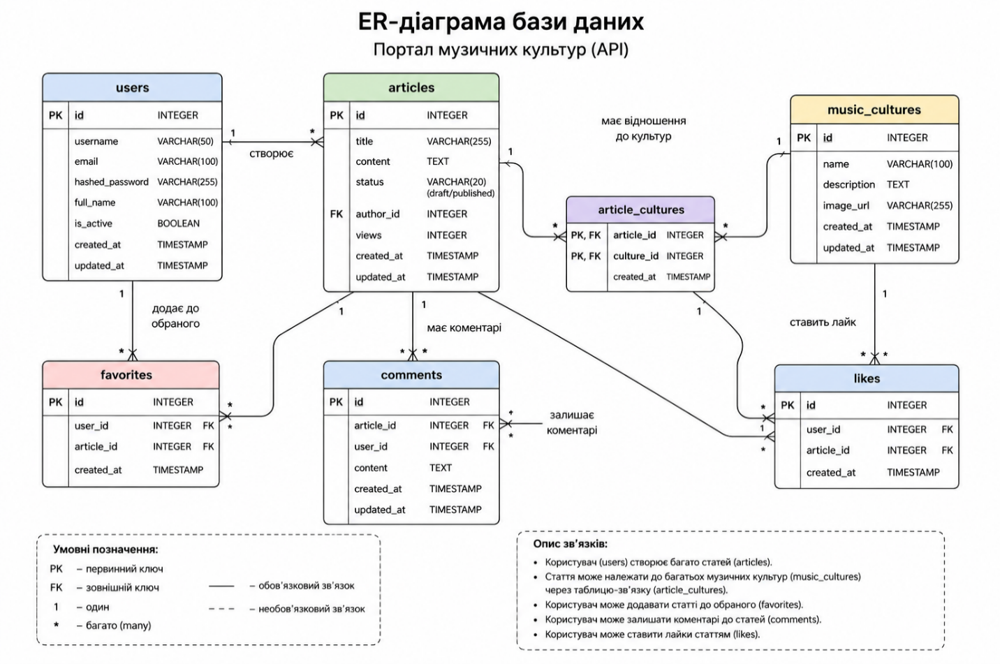 ER-діаграма бази даних
Портал музичних культур (API)
users
PK id INTEGER
username VARCHAR(50)
email VARCHAR(100)
hashed_password VARCHAR(255)
full_name VARCHAR(100)
is_active BOOLEAN
created_at TIMESTAMP
updated_at TIMESTAMP
1 *
створює
articles
PK id INTEGER
title VARCHAR(255)
content TEXT
status VARCHAR(20)
(draft/published)
FK author_id INTEGER
views INTEGER
created_at TIMESTAMP
updated_at TIMESTAMP
має відношення
до культур
1
*
article_cultures
PK, FK article_id INTEGER
PK, FK culture_id INTEGER
created_at TIMESTAMP
1
*
music_cultures
PK id INTEGER
name VARCHAR(100)
description TEXT
image_url VARCHAR(255)
created_at TIMESTAMP
updated_at TIMESTAMP
1
додає до
обраного
*
1
1
має коментарі
* *
1
1
ставить лайк
* *
favorites
PK id INTEGER
user_id INTEGER FK
article_id INTEGER FK
created_at TIMESTAMP
*
*
comments
PK id INTEGER
article_id INTEGER FK
user_id INTEGER FK
content TEXT
created_at TIMESTAMP
updated_at TIMESTAMP
*
*
залишає
коментарі
*
1
*
likes
PK id INTEGER
user_id INTEGER FK
article_id INTEGER FK
created_at TIMESTAMP
Умовні позначення:
PK – первинний ключ
FK – зовнішній ключ
1 – один
* – багато (many)
– обов'язковий зв'язок
– необов'язковий зв'язок
Опис зв'язків:
• Користувач (users) створює багато статей (articles).
• Стаття може належати до багатьох музичних культур (music_cultures)
через таблицю-зв'язку (article_cultures).
• Користувач може додавати статті до обраного (favorites).
• Користувач може залишати коментарі до статей (comments).
• Користувач може ставити лайки статтям (likes).